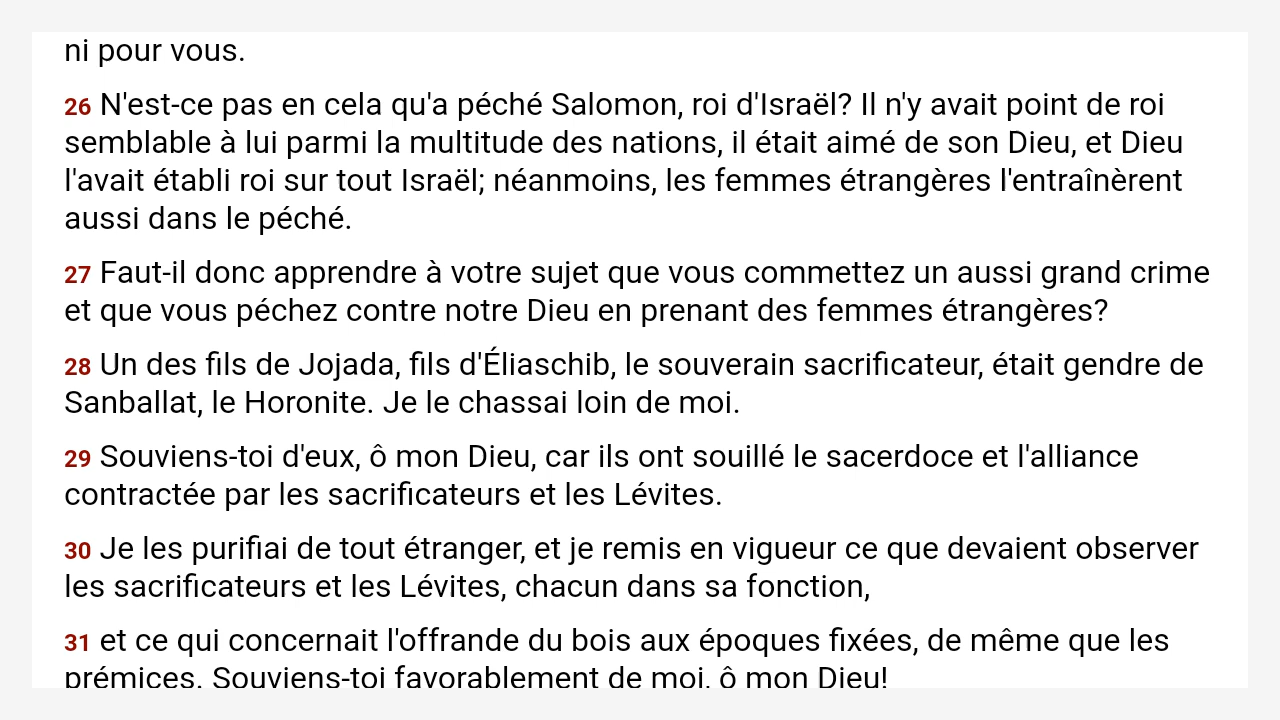 ni pour vous.
26 N'est-ce pas en cela qu'a péché Salomon, roi d'Israël? Il n'y avait point de roi
semblable à lui parmi la multitude des nations, il était aimé de son Dieu, et Dieu
l'avait établi roi sur tout Israël; néanmoins, les femmes étrangères l'entraînèrent
aussi dans le péché.
27 Faut-il donc apprendre à votre sujet que vous commettez un aussi grand crime
et que vous péchez contre notre Dieu en prenant des femmes étrangères?
28 Un des fils de Jojada, fils d'Éliaschib, le souverain sacrificateur, était gendre de
Sanballat, le Horonite. Je le chassai loin de moi.
29 Souviens-toi d'eux, ô mon Dieu, car ils ont souillé le sacerdoce et l'alliance
contractée par les sacrificateurs et les Lévites.
30 Je les purifiai de tout étranger, et je remis en vigueur ce que devaient observer
les sacrificateurs et les Lévites, chacun dans sa fonction,
31 et ce qui concernait l'offrande du bois aux époques fixées, de même que les
prémices. Souviens-toi favorablement de moi, ô mon Dieu!